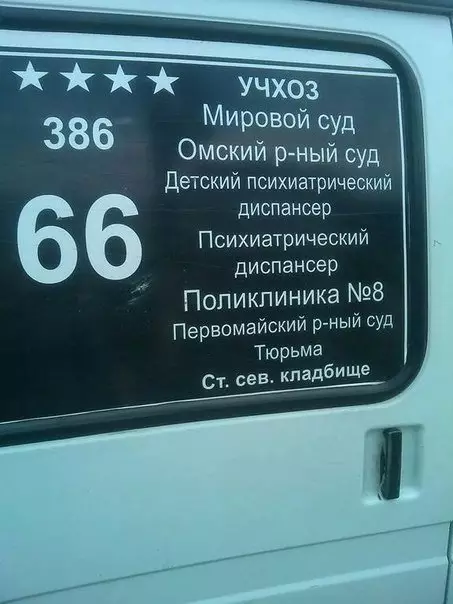 УЧХОЗ
386
Мировой суд
Омский р-ный суд
66
Детский психиатрический
диспансер
Психиатрический
диспансер
Поликлиника №8
Первомайский р-ный суд
Тюрьма
Ст. сев. кладбище